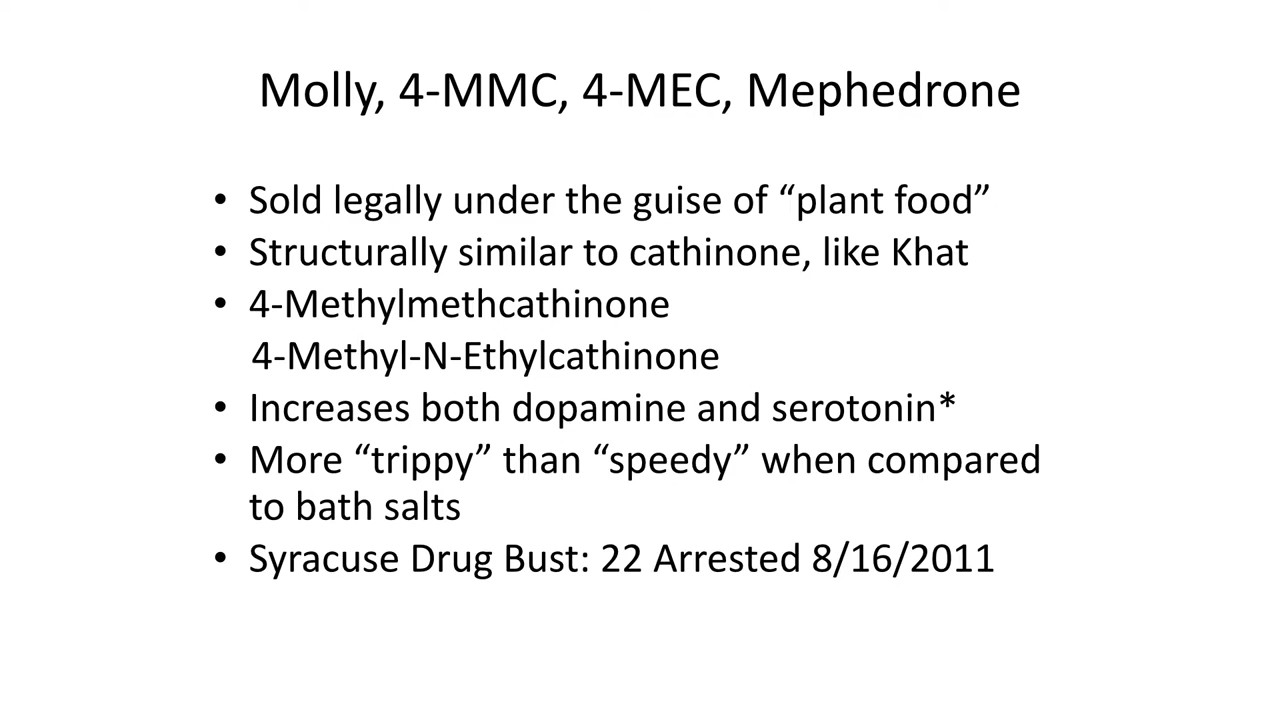 Molly, 4-MMC, 4-MEC, Mephedrone
• Sold legally under the guise of “plant food”
• Structurally similar to cathinone, like Khat
• 4-Methylmethcathinone
4-Methyl-N-Ethylcathinone
• Increases both dopamine and serotonin*
• More “trippy” than “speedy” when compared
to bath salts
• Syracuse Drug Bust: 22 Arrested 8/16/2011